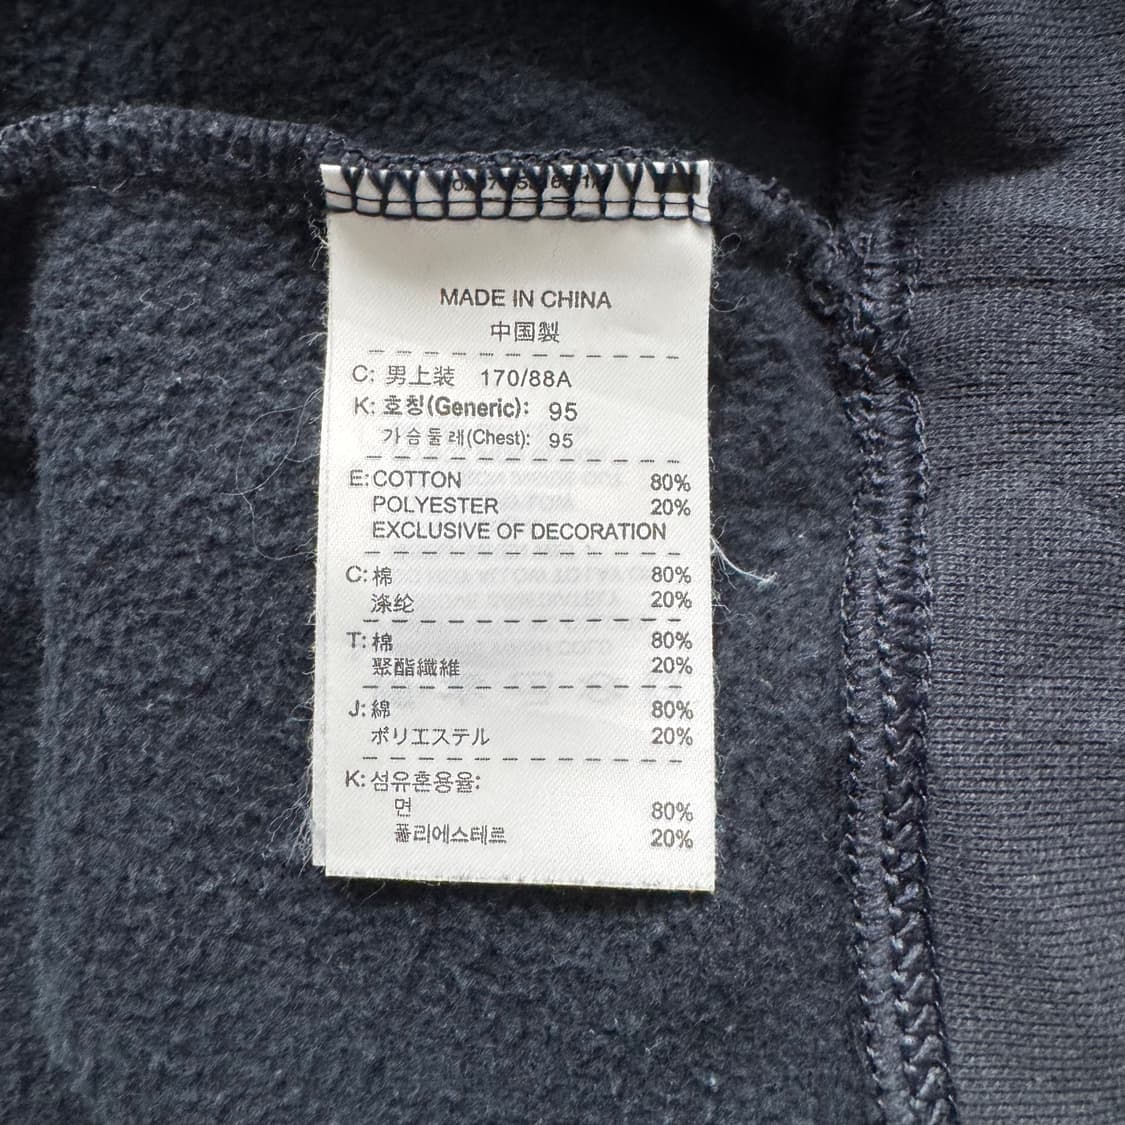 MADE IN CHINA
中国製
C: 男上装 170/88A
K: 호칭(Generic): 95
가슴둘레(Chest): 95
E: COTTON 80%
POLYESTER 20%
EXCLUSIVE OF DECORATION
C: 棉 80%
涤纶 20%
T: 棉 80%
聚酯纖維 20%
J: 綿 80%
ポリエステル 20%
K: 섬유혼용율:
면 80%
폴리에스테르 20%